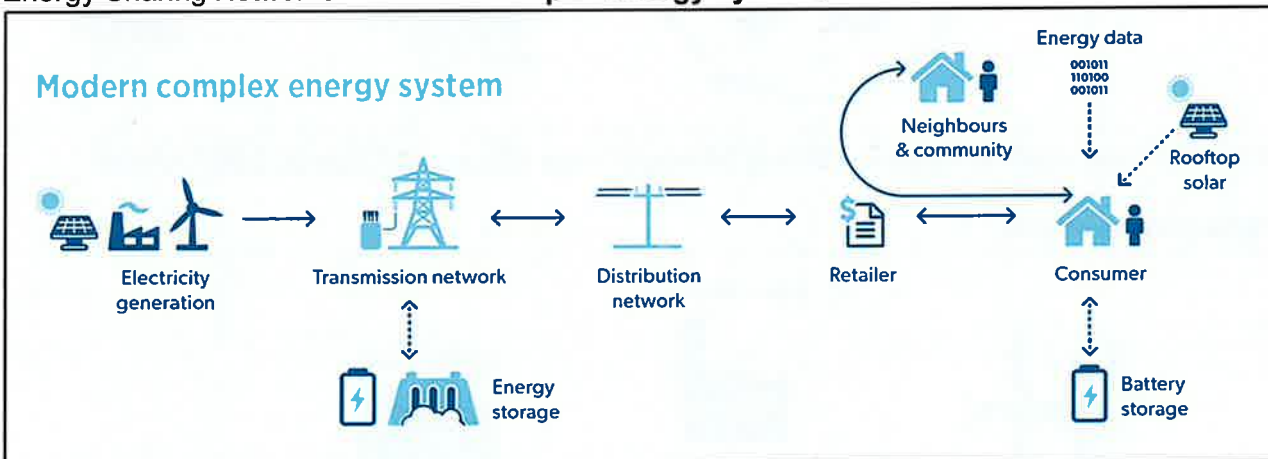 Modern complex energy system
Energy data
001011
110100
001011
Neighbours
& community
Rooftop
solar
Electricity
generation
Transmission network
Distribution
network
Retailer
$
Consumer
Energy
storage
Battery
storage